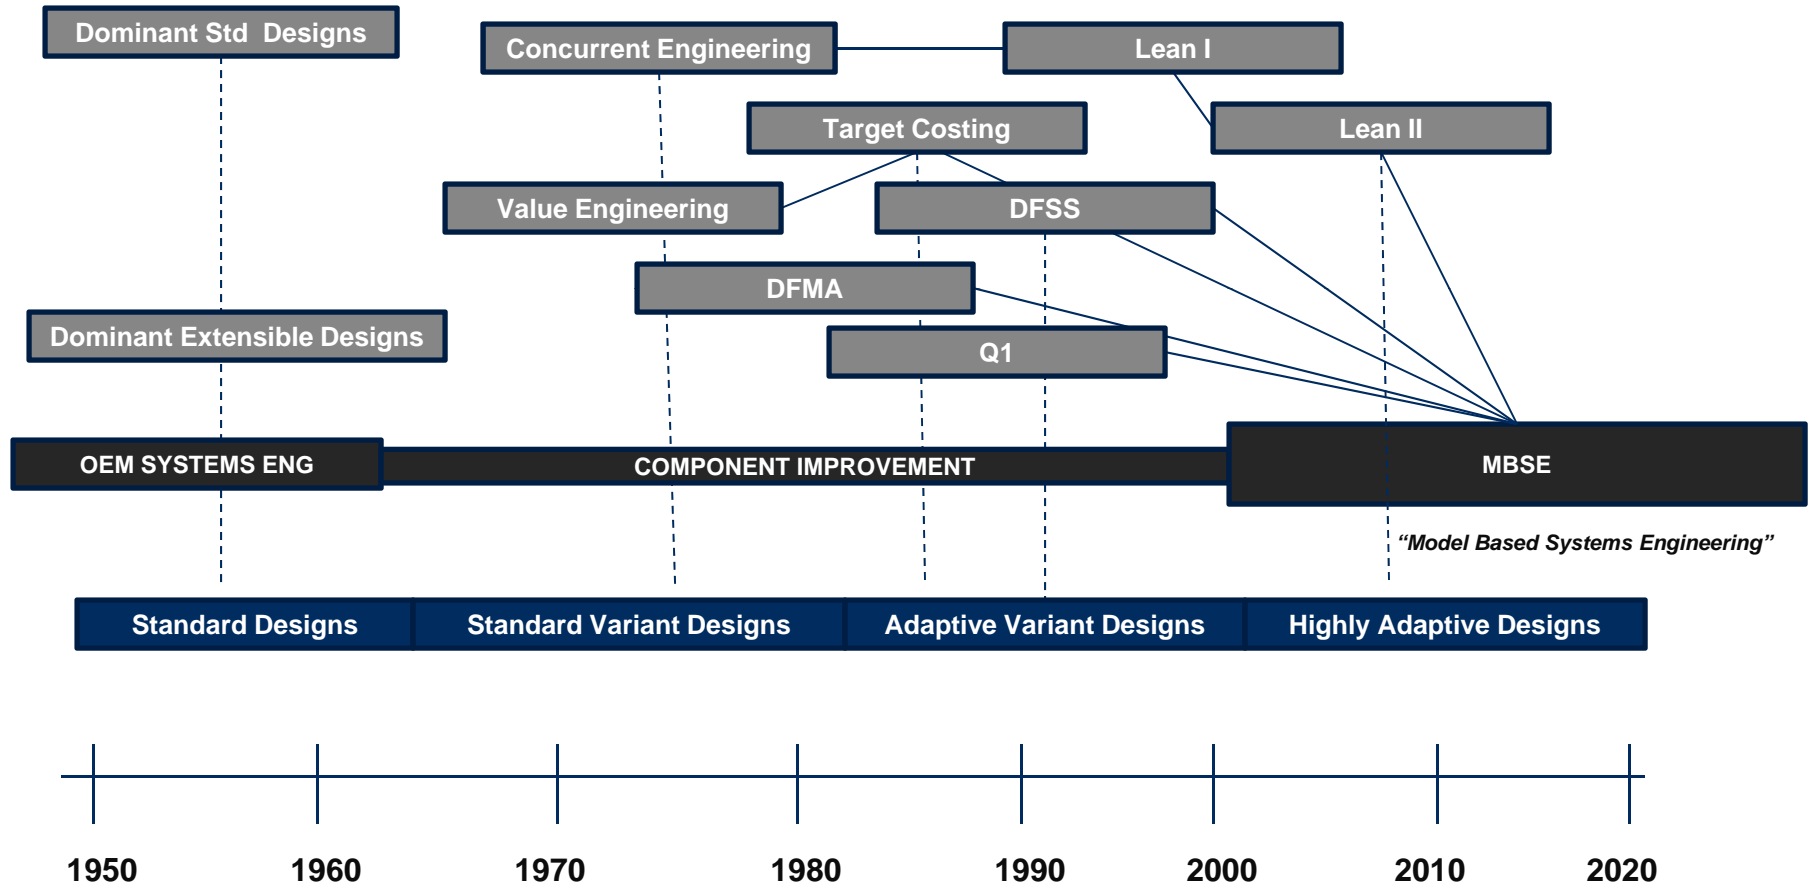 Dominant Std  Designs
Concurrent Engineering
Lean I
Target Costing
Lean II
Value Engineering
DFSS
DFMA
Dominant Extensible Designs
Q1
OEM SYSTEMS ENG
COMPONENT IMPROVEMENT
MBSE
“Model Based Systems Engineering”
Standard Designs
Standard Variant Designs
Adaptive Variant Designs
Highly Adaptive Designs
1950
1960
1970
1980
1990
2000
2010
2020